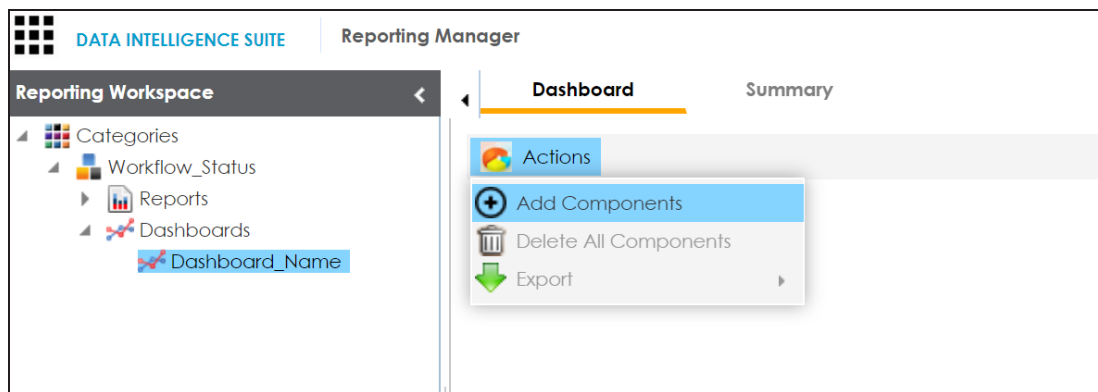 DATA INTELLIGENCE SUITE
Reporting Manager
Reporting Workspace
Dashboard
Summary
Categories
Workflow_Status
Reports
Dashboards
Dashboard_Name
Actions
Add Components
Delete All Components
Export